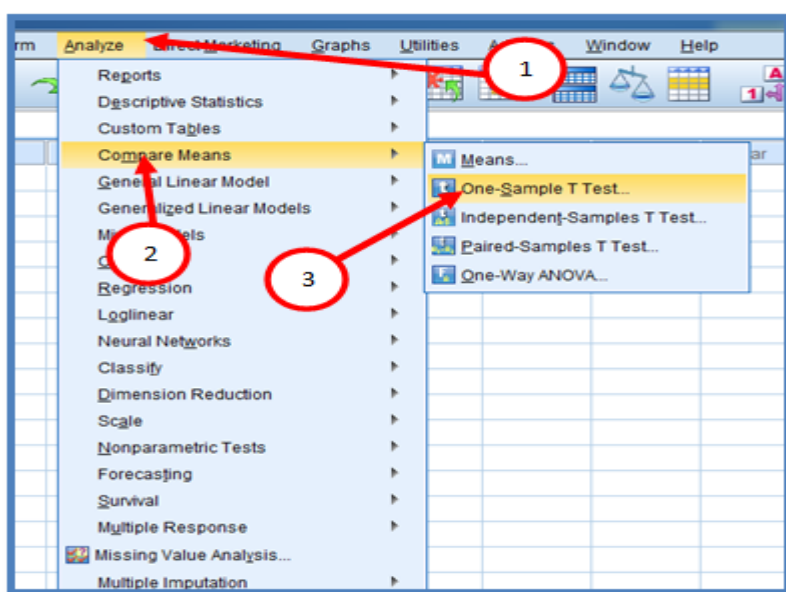 rm Analyze Direct Marketing Graphs Utilities Window Help
1
A
1
Reports
Descriptive Statistics
Custom Tables
Compare Means
ar
Means...
General Linear Model
One-Sample T Test...
Generalized Linear Models
Independent-Samples T Test...
2
Paired-Samples T Test...
3
Regression
One-Way ANOVA...
Loglinear
Neural Networks
Classify
Dimension Reduction
Scale
Nonparametric Tests
Forecasting
Survival
Multiple Response
Missing Value Analysis...
Multiple Imputation